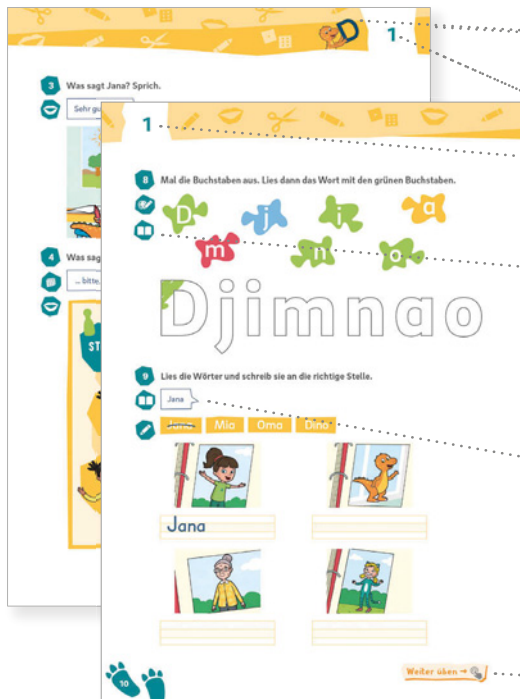 D
1
3 Was sagt Jana? Sprich.
Sehr gu
4 Was sag
... bitte.
ST
1
8 Mal die Buchstaben aus. Lies dann das Wort mit den grünen Buchstaben.
D j i a
m n o
Djimnao
9 Lies die Wörter und schreib sie an die richtige Stelle.
Jana
Jana Mia Oma Dino
Jana
10
Weiter üben →